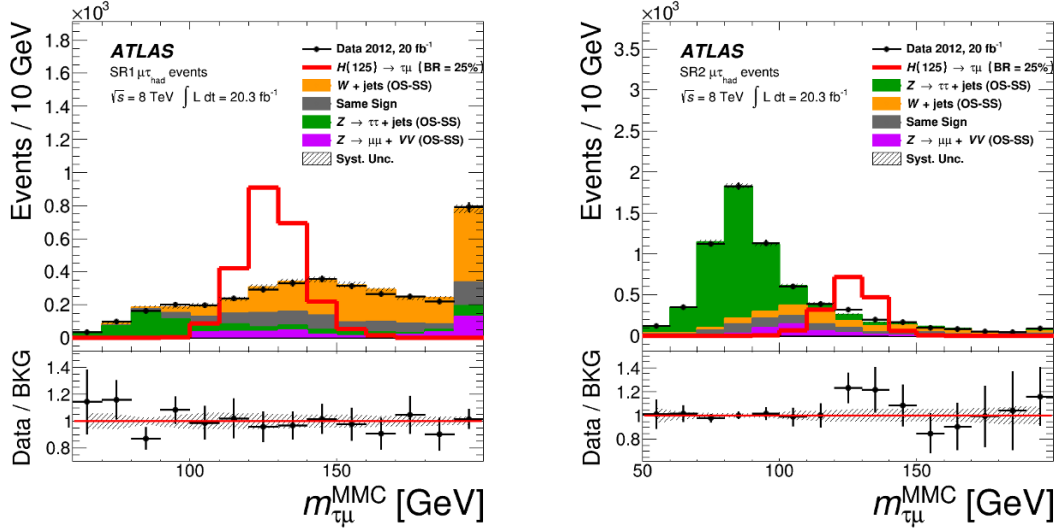 ×10³
Events / 10 GeV
1.8
1.6
1.4
1.2
1
0.8
0.6
0.4
0.2
0
ATLAS
SR1 μτhad events
√s = 8 TeV ∫ L dt = 20.3 fb⁻¹
Data 2012, 20 fb⁻¹
H(125) → τμ (BR = 25%)
W + jets (OS-SS)
Same Sign
Z → ττ + jets (OS-SS)
Z → μμ + VV (OS-SS)
Syst. Unc.
Data / BKG
1.4
1.2
1
0.8
100
150
mτμMMC [GeV]
×10³
Events / 10 GeV
3.5
3
2.5
2
1.5
1
0.5
0
ATLAS
SR2 μτhad events
√s = 8 TeV ∫ L dt = 20.3 fb⁻¹
Data 2012, 20 fb⁻¹
H(125) → τμ (BR = 25%)
Z → ττ + jets (OS-SS)
W + jets (OS-SS)
Same Sign
Z → μμ + VV (OS-SS)
Syst. Unc.
Data / BKG
1.4
1.2
1
0.8
50
100
150
mτμMMC [GeV]